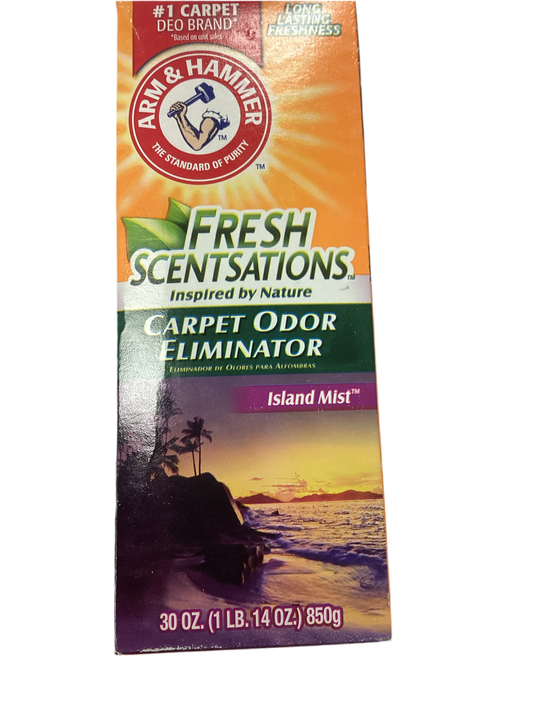 #1 CARPET
DEO BRAND*
*Based on unit sales
LONG
LASTING
FRESHNESS
ARM & HAMMER
TM
THE STANDARD OF PURITY
TM
FRESH
SCENTSATIONS
TM
Inspired by Nature
CARPET ODOR
ELIMINATOR
ELIMINADOR DE OLORES PARA ALFOMBRAS
Island Mist™
30 OZ. (1 LB. 14 OZ.) 850g